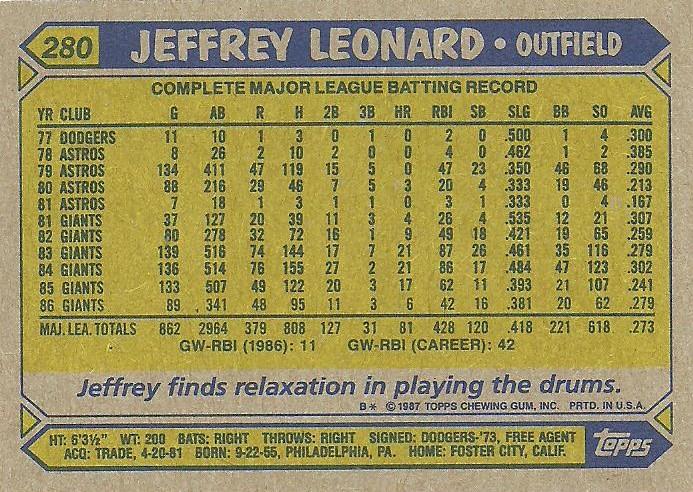 280 JEFFREY LEONARD • OUTFIELD
COMPLETE MAJOR LEAGUE BATTING RECORD
YR CLUB G AB R H 2B 3B HR RBI SB SLG BB SO AVG
77 DODGERS 11 10 1 3 0 1 0 2 0 .500 1 4 .300
78 ASTROS 8 26 2 10 2 0 0 4 0 .462 1 2 .385
79 ASTROS 134 411 47 119 15 5 0 47 23 .350 46 68 .290
80 ASTROS 88 216 29 46 7 5 3 20 4 .333 19 46 .213
81 ASTROS 7 18 1 3 1 1 0 3 1 .333 0 4 .167
81 GIANTS 37 127 20 39 11 3 4 26 4 .535 12 21 .307
82 GIANTS 80 278 32 72 16 1 9 49 18 .421 19 65 .259
83 GIANTS 139 516 74 144 17 7 21 87 26 .461 35 116 .279
84 GIANTS 136 514 76 155 27 2 21 86 17 .484 47 123 .302
85 GIANTS 133 507 49 122 20 3 17 62 11 .393 21 107 .241
86 GIANTS 89 341 48 95 11 3 6 42 16 .381 20 62 .279
MAJ. LEA. TOTALS 862 2964 379 808 127 31 81 428 120 .418 221 618 .273
GW-RBI (1986): 11 GW-RBI (CAREER): 42
Jeffrey finds relaxation in playing the drums.
B* ©1987 TOPPS CHEWING GUM, INC. PRTD. IN U.S.A.
HT: 6'3½" WT: 200 BATS: RIGHT THROWS: RIGHT SIGNED: DODGERS-'73, FREE AGENT
ACQ: TRADE, 4-20-81 BORN: 9-22-55, PHILADELPHIA, PA. HOME: FOSTER CITY, CALIF.
topps